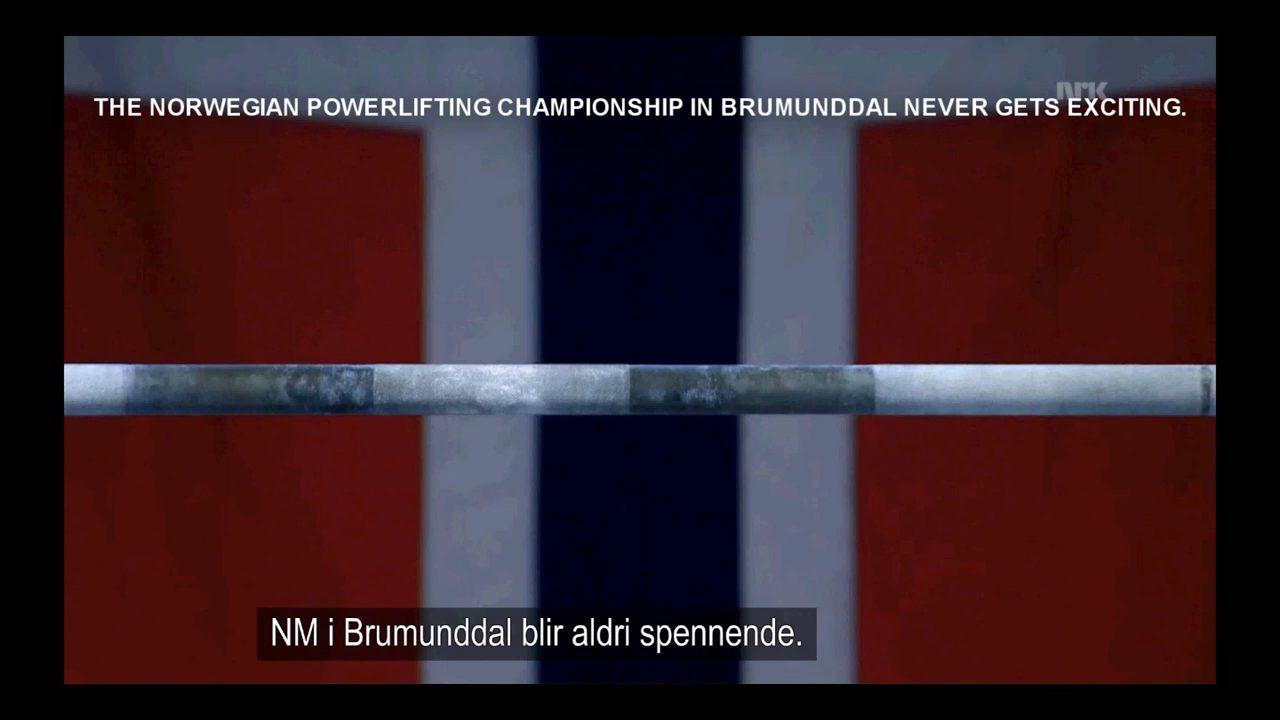 NRK
THE NORWEGIAN POWERLIFTING CHAMPIONSHIP IN BRUMUNDDAL NEVER GETS EXCITING.
NM i Brumunddal blir aldri spennende.